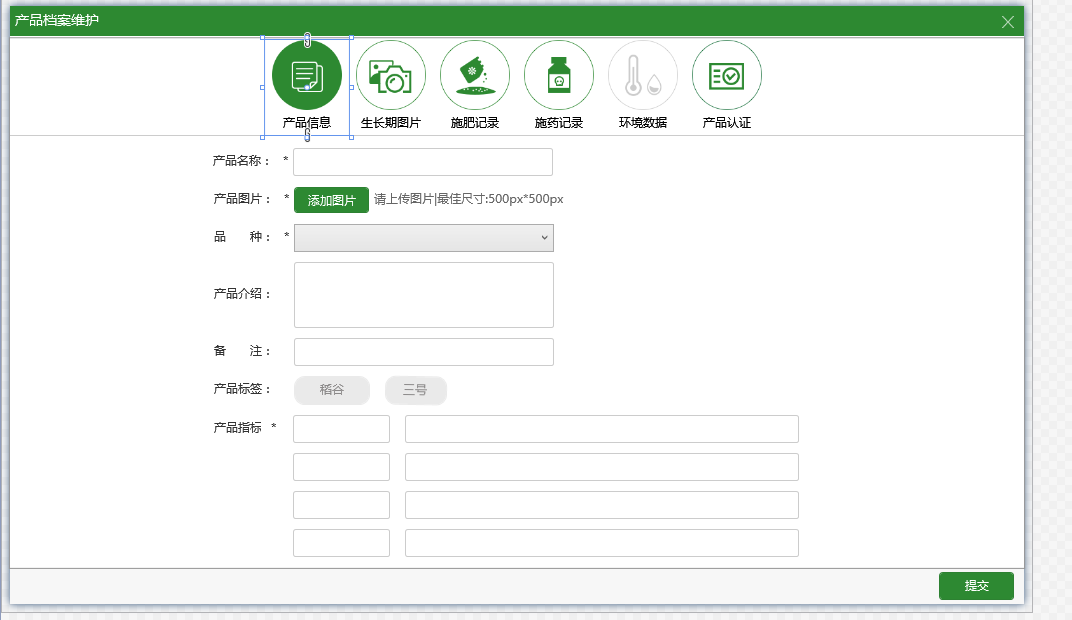 产品档案维护
产品信息 生长期图片 施肥记录 施药记录 环境数据 产品认证
产品名称： *
产品图片： * 添加图片 请上传图片|最佳尺寸:500px*500px
品 种： *
产品介绍：
备 注：
产品标签： 稻谷 三号
产品指标 *
提交